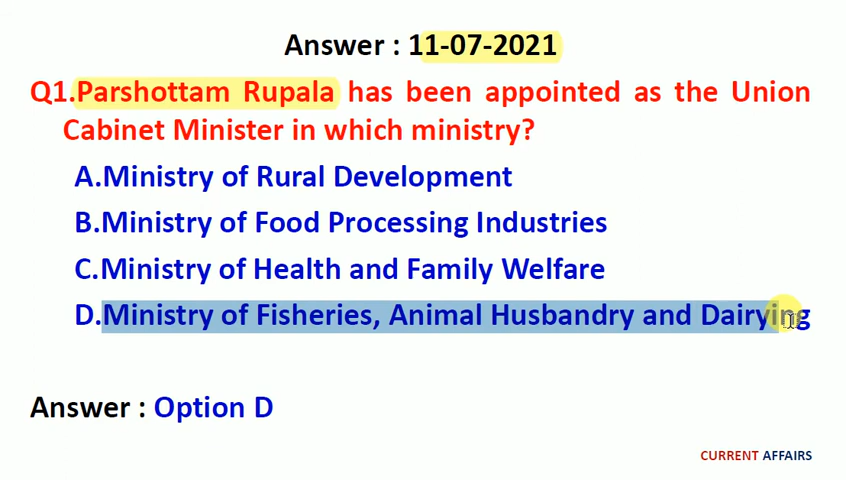 Answer : 11-07-2021
Q1.Parshottam Rupala has been appointed as the Union
Cabinet Minister in which ministry?
A.Ministry of Rural Development
B.Ministry of Food Processing Industries
C.Ministry of Health and Family Welfare
D.Ministry of Fisheries, Animal Husbandry and Dairying
Answer : Option D
CURRENT AFFAIRS